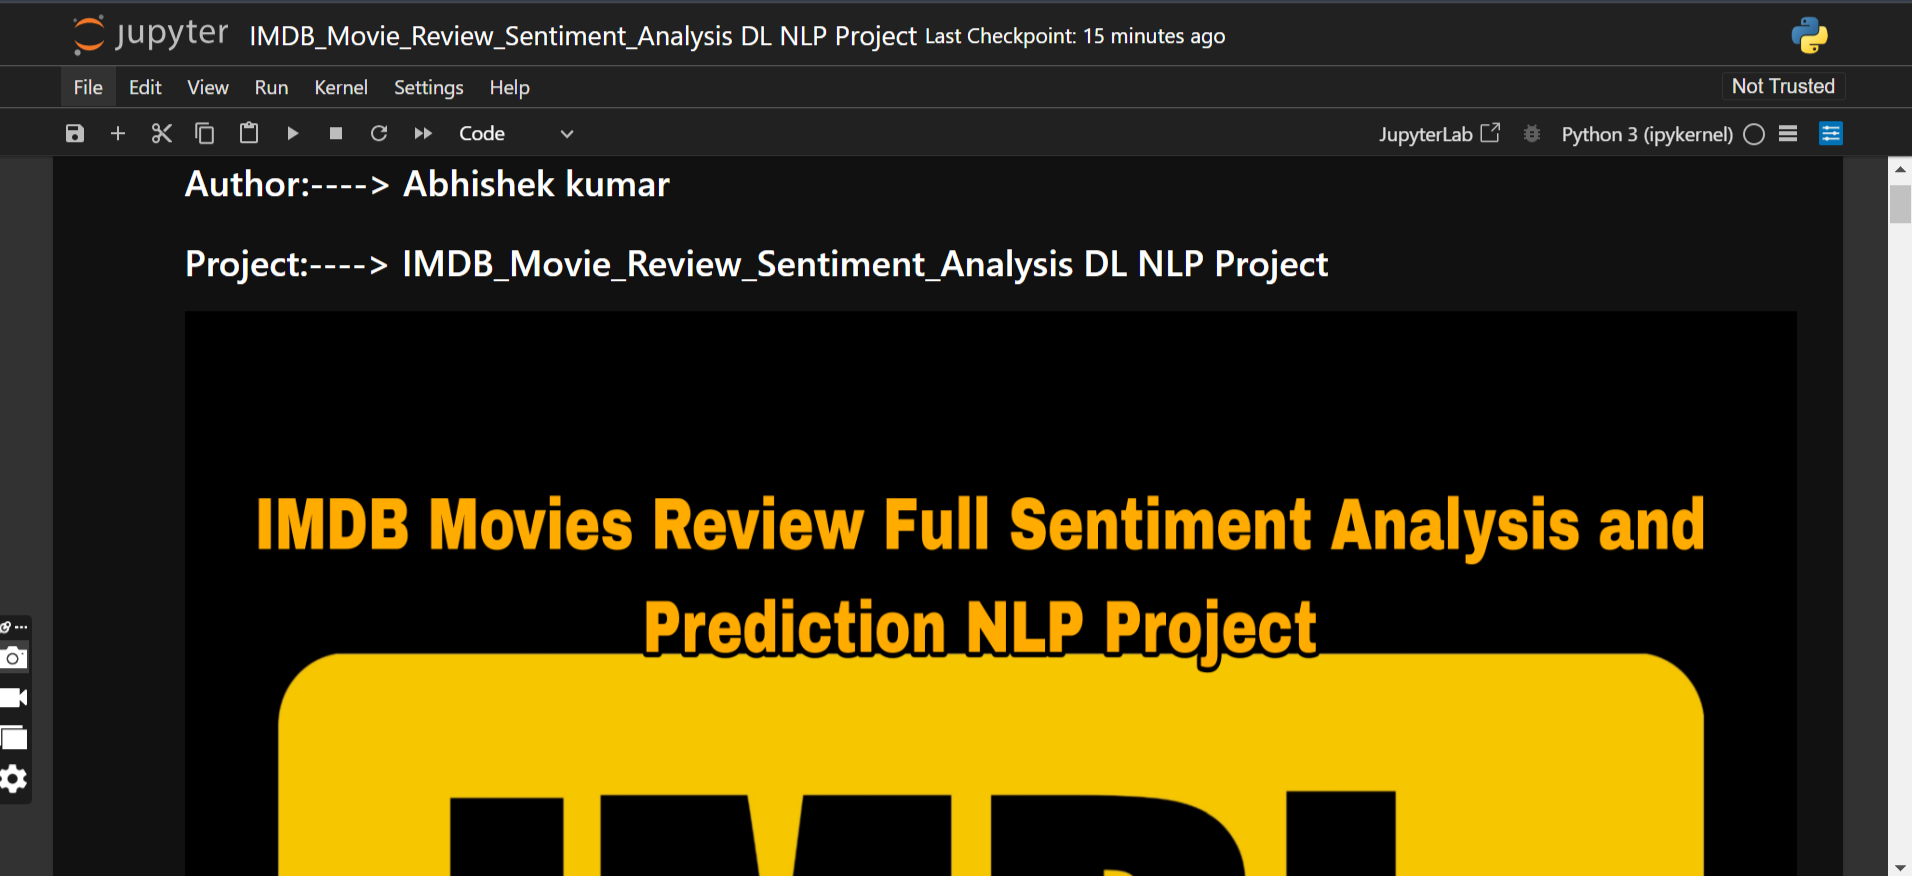 jupyter IMDB_Movie_Review_Sentiment_Analysis DL NLP Project Last Checkpoint: 15 minutes ago
File Edit View Run Kernel Settings Help Not Trusted
Code JupyterLab Python 3 (ipykernel)
Author:----> Abhishek kumar
Project:----> IMDB_Movie_Review_Sentiment_Analysis DL NLP Project
IMDB Movies Review Full Sentiment Analysis and
Prediction NLP Project